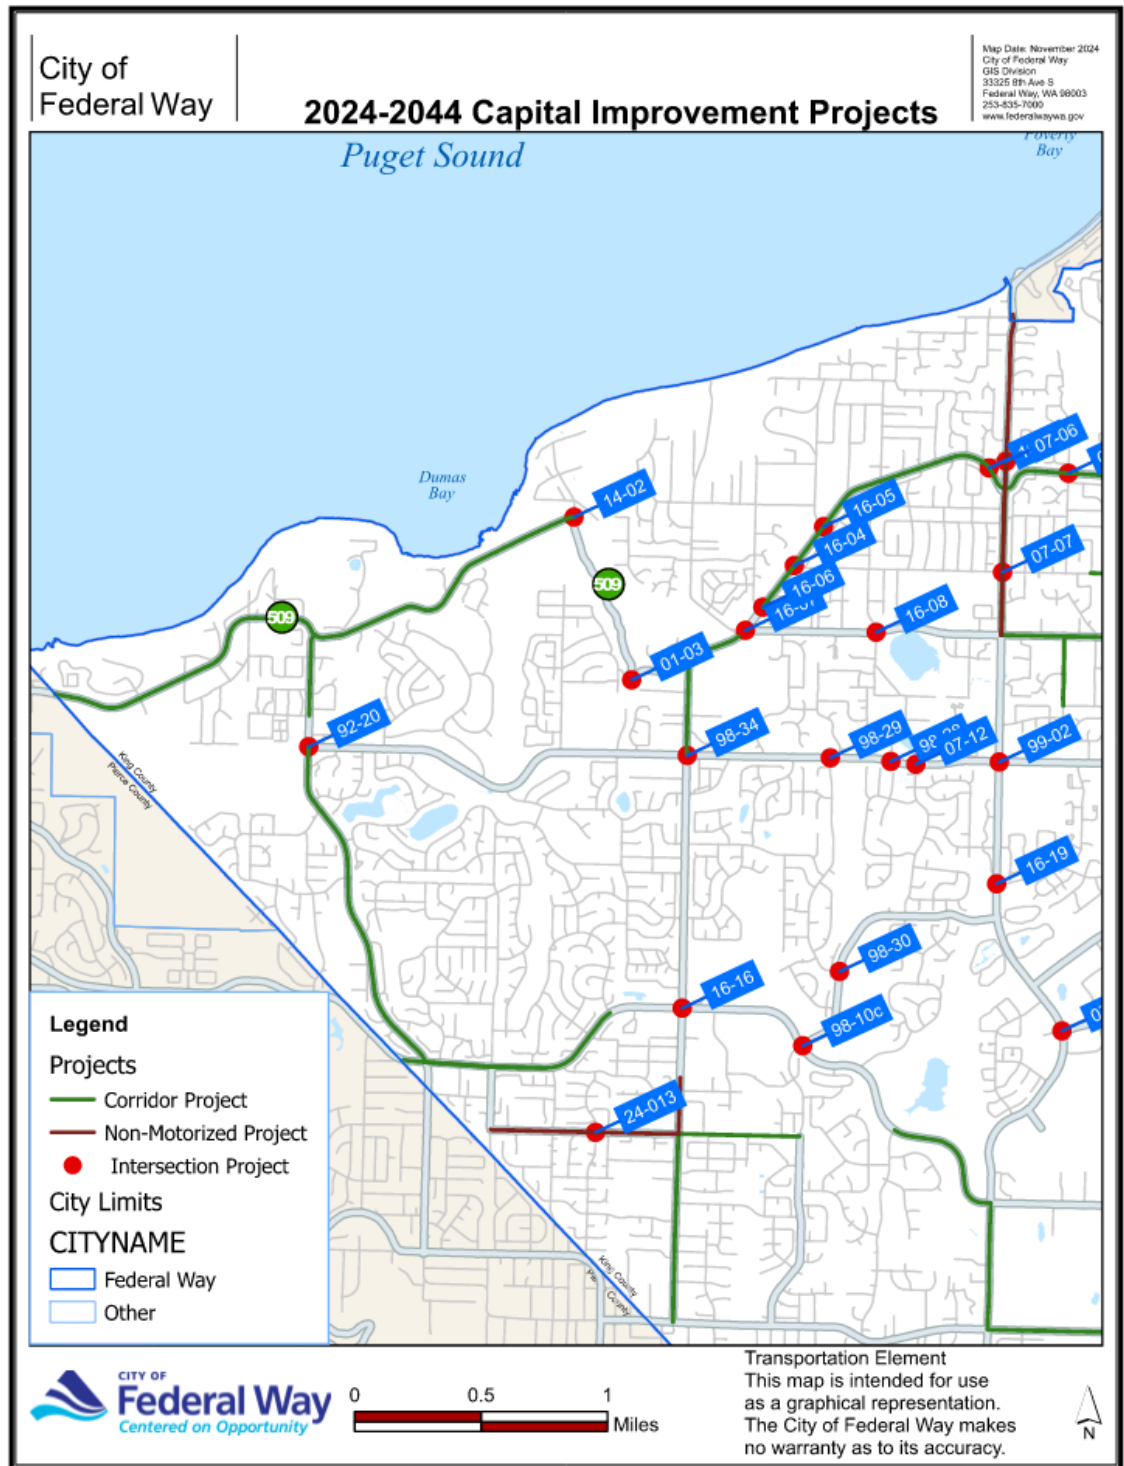 City of
Federal Way
2024-2044 Capital Improvement Projects
Map Date: November 2024
City of Federal Way
GIS Division
33325 8th Ave S
Federal Way, WA 98003
253-835-7000
www.federalwaywa.gov
Puget Sound
Poverty
Bay
Dumas
Bay
07-06
14-02
16-05
16-04
07-07
509
16-06
16-07
16-08
509
01-03
92-20
98-34
98-29
07-12
99-02
King County
Pierce County
16-19
98-30
16-16
98-10c
24-013
King County
County
Legend
Projects
Corridor Project
Non-Motorized Project
Intersection Project
City Limits
CITYNAME
Federal Way
Other
CITY OF
Federal Way
Centered on Opportunity
0 0.5 1
Miles
Transportation Element
This map is intended for use
as a graphical representation.
The City of Federal Way makes
no warranty as to its accuracy.
N